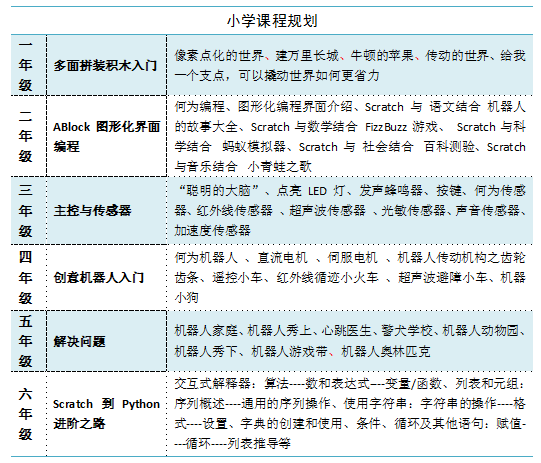 小学课程规划
一年级
多面拼装积木入门
像素点化的世界、建万里长城、牛顿的苹果、传动的世界、给我
一个支点，可以撬动世界如何更省力
二年级
ABlock 图形化界面
编程
何为编程、图形化编程界面介绍、Scratch 与 语文结合 机器人
的故事大全、Scratch 与数学结合 FizzBuzz 游戏、 Scratch 与科
学结合 蚂蚁模拟器、Scratch 与 社会结合 百科测验、Scratch
与音乐结合 小青蛙之歌
三年级
主控与传感器
“聪明的大脑”、点亮 LED 灯、发声蜂鸣器、按键、何为传感
器、红外线传感器 、超声波传感器 、光敏传感器、声音传感器、
加速度传感器
四年级
创意机器人入门
何为机器人 、直流电机 、伺服电机 、机器人传动机构之齿轮
齿条、遥控小车、红外线循迹小火车 、超声波避障小车、机器
小狗
五年级
解决问题
机器人家庭、机器人秀上、心跳医生、警犬学校、机器人动物园、
机器人秀下、机器人游戏带、机器人奥林匹克
六年级
Scratch 到 Python
进阶之路
交互式解释器：算法----数和表达式----变量/函数、列表和元组：
序列概述----通用的序列操作、使用字符串：字符串的操作----格
式----设置、字典的创建和使用、条件、循环及其他语句：赋值-
---循环----列表推导等